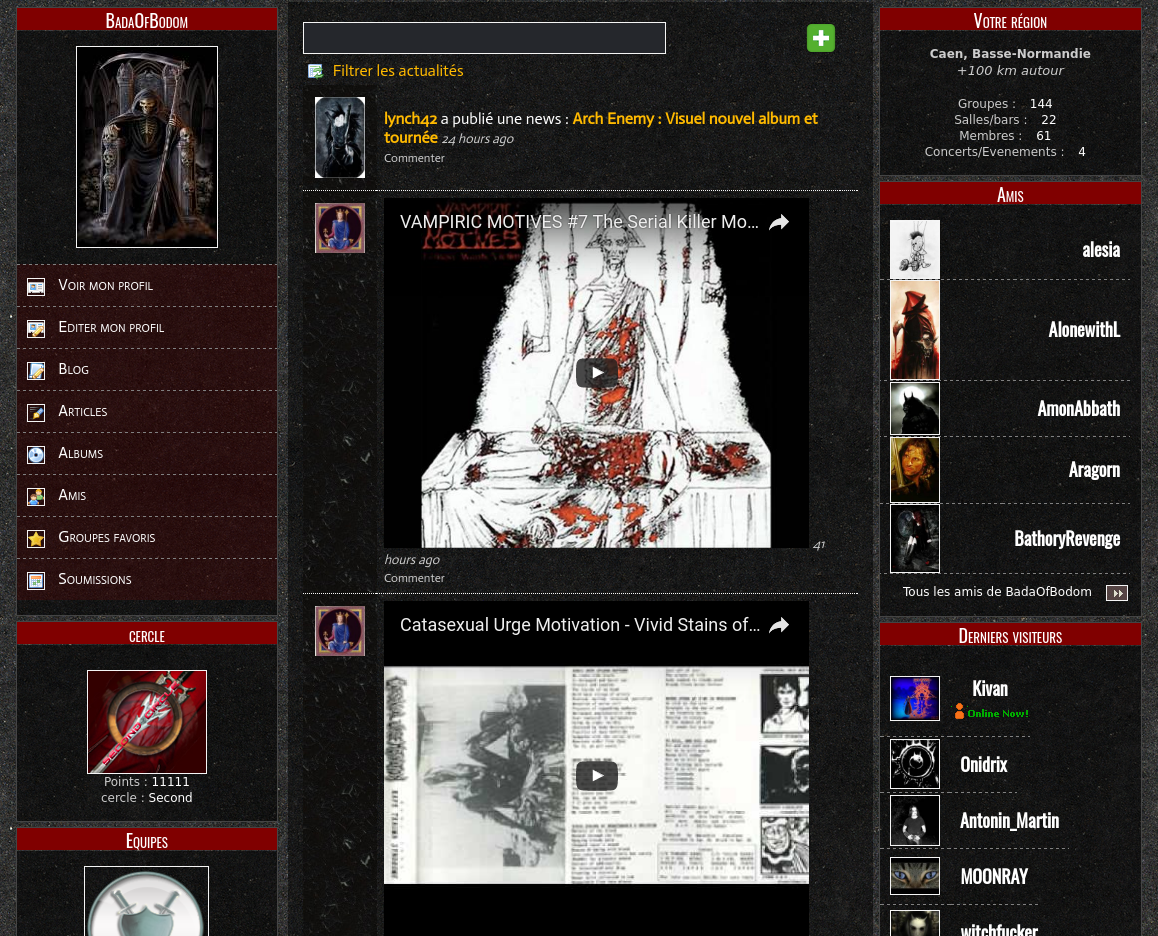 BadaOfBodom
Voir mon profil
Editer mon profil
Blog
Articles
Albums
Amis
Groupes favoris
Soumissions
cercle
Points : 11111
cercle : Second
Equipes
Filtrer les actualités
lynch42 a publié une news : Arch Enemy : Visuel nouvel album et
tournée 24 hours ago
Commenter
VAMPIRIC MOTIVES #7 The Serial Killer Mo...
41
hours ago
Commenter
Catasexual Urge Motivation - Vivid Stains of...
Votre région
Caen, Basse-Normandie
+100 km autour
Groupes : 144
Salles/bars : 22
Membres : 61
Concerts/Evenements : 4
Amis
alesia
AlonewithL
AmonAbbath
Aragorn
BathoryRevenge
Tous les amis de BadaOfBodom
Derniers visiteurs
Kivan
Online Now!
Onidrix
Antonin_Martin
MOONRAY
witchfucker